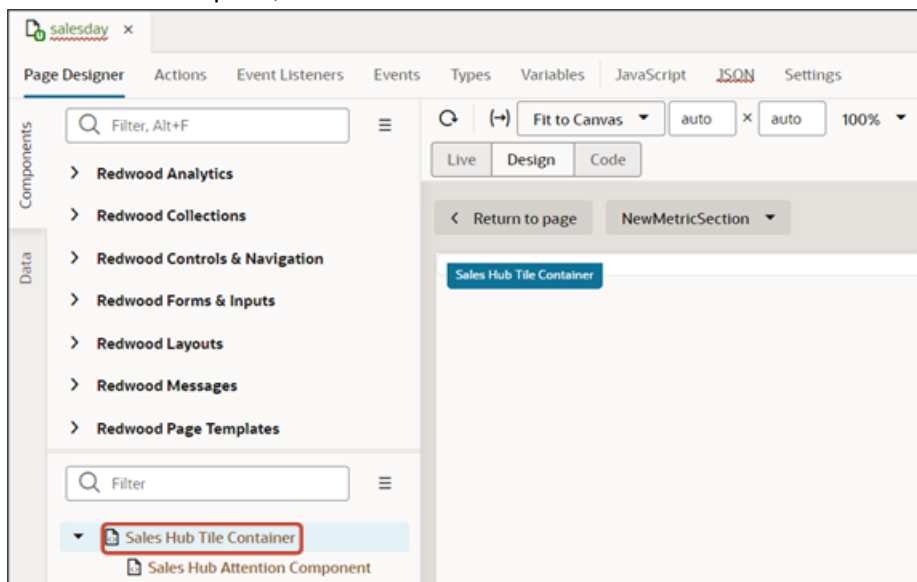 salesday ×
Page Designer Actions Event Listeners Events Types Variables JavaScript JSON Settings
Components
Data
Filter, Alt+F
Redwood Analytics
Redwood Collections
Redwood Controls & Navigation
Redwood Forms & Inputs
Redwood Layouts
Redwood Messages
Redwood Page Templates
Filter
Sales Hub Tile Container
Sales Hub Attention Component
Fit to Canvas auto × auto 100%
Live Design Code
Return to page NewMetricSection
Sales Hub Tile Container